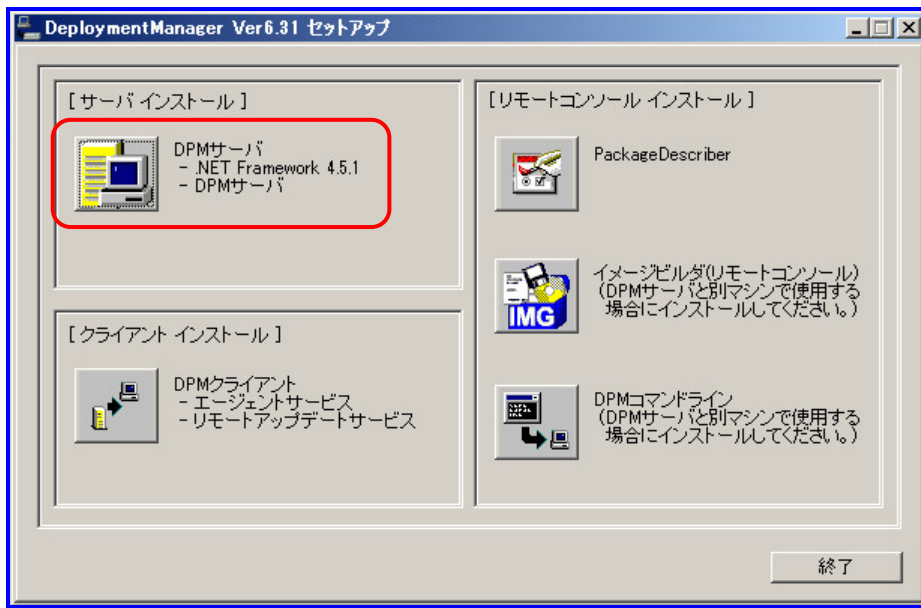 DeploymentManager Ver6.31 セットアップ
[サーバ インストール]
DPMサーバ
- .NET Framework 4.5.1
- DPMサーバ
[クライアント インストール]
DPMクライアント
- エージェントサービス
- リモートアップデートサービス
[リモートコンソール インストール]
PackageDescriber
IMG
イメージビルダ(リモートコンソール)
(DPMサーバと別マシンで使用する
場合にインストールしてください。)
DPMコマンドライン
(DPMサーバと別マシンで使用する
場合にインストールしてください。)
終了